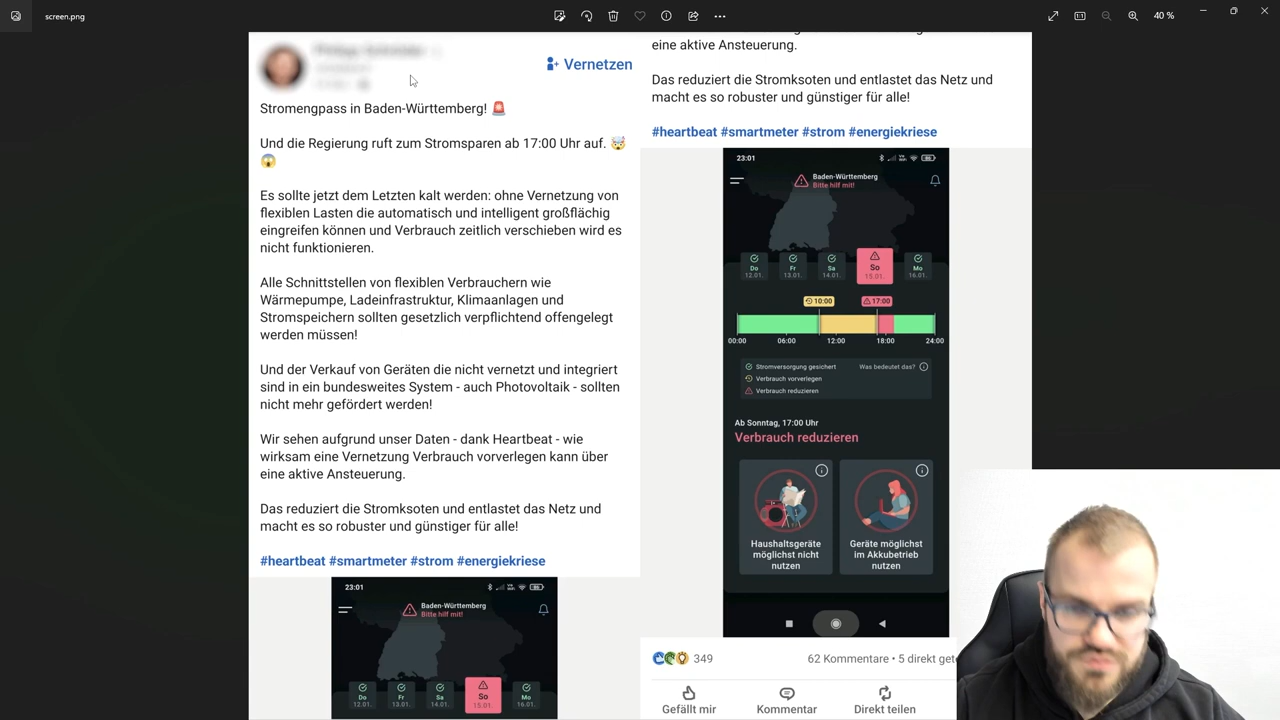 screen.png
40 %
Vernetzen
Stromengpass in Baden-Württemberg! 🚨
Und die Regierung ruft zum Stromsparen ab 17:00 Uhr auf. 🤯
😱
Es sollte jetzt dem Letzten kalt werden: ohne Vernetzung von
flexiblen Lasten die automatisch und intelligent großflächig
eingreifen können und Verbrauch zeitlich verschieben wird es
nicht funktionieren.
Alle Schnittstellen von flexiblen Verbrauchern wie
Wärmepumpe, Ladeinfrastruktur, Klimaanlagen und
Stromspeichern sollten gesetzlich verpflichtend offengelegt
werden müssen!
Und der Verkauf von Geräten die nicht vernetzt und integriert
sind in ein bundesweites System - auch Photovoltaik - sollten
nicht mehr gefördert werden!
Wir sehen aufgrund unser Daten - dank Heartbeat - wie
wirksam eine Vernetzung Verbrauch vorverlegen kann über
eine aktive Ansteuerung.
Das reduziert die Stromksoten und entlastet das Netz und
macht es so robuster und günstiger für alle!
#heartbeat #smartmeter #strom #energiekriese
23:01
Baden-Württemberg
Bitte hilf mit!
Do Fr Sa So Mo
12.01. 13.01. 14.01. 15.01. 16.01.
eine aktive Ansteuerung.
Das reduziert die Stromksoten und entlastet das Netz und
macht es so robuster und günstiger für alle!
#heartbeat #smartmeter #strom #energiekriese
23:01
Baden-Württemberg
Bitte hilf mit!
Do Fr Sa So Mo
12.01. 13.01. 14.01. 15.01. 16.01.
10:00 17:00
00:00 06:00 12:00 18:00 24:00
Stromversorgung gesichert Was bedeutet das?
Verbrauch vorverlegen
Verbrauch reduzieren
Ab Sonntag, 17:00 Uhr
Verbrauch reduzieren
Haushaltsgeräte
möglichst nicht
nutzen
Geräte möglichst
im Akkubetrieb
nutzen
349
62 Kommentare • 5 direkt get
Gefällt mir Kommentar Direkt teilen